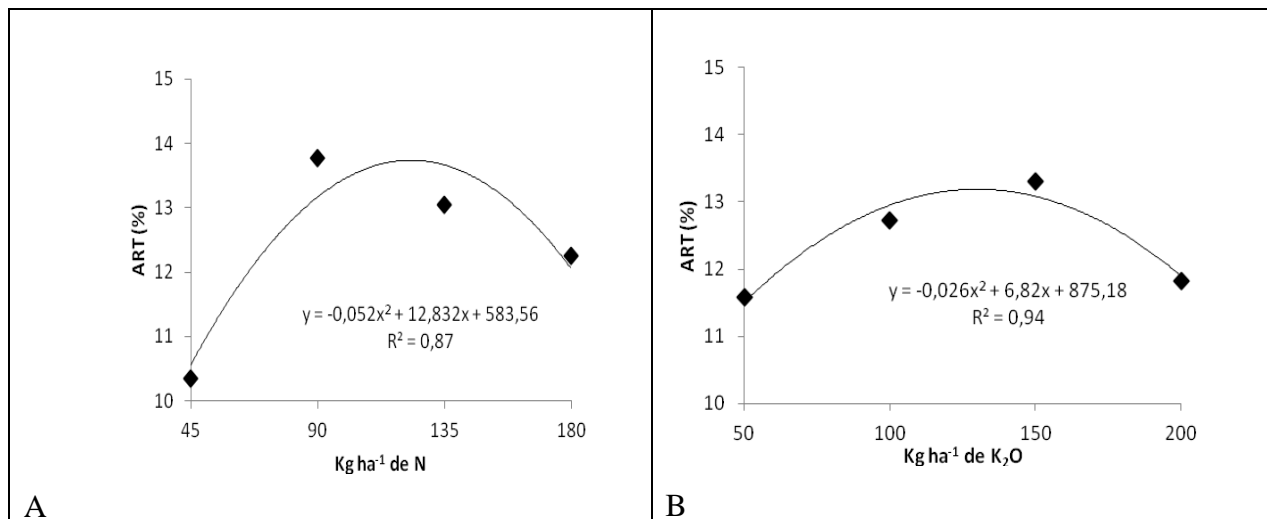 15
14
13
12
11
10
ART (%)
y = -0,052x² + 12,832x + 583,56
R² = 0,87
45 90 135 180
Kg ha⁻¹ de N
A
15
14
13
12
11
10
ART (%)
y = -0,026x² + 6,82x + 875,18
R² = 0,94
50 100 150 200
Kg ha⁻¹ de K₂O
B